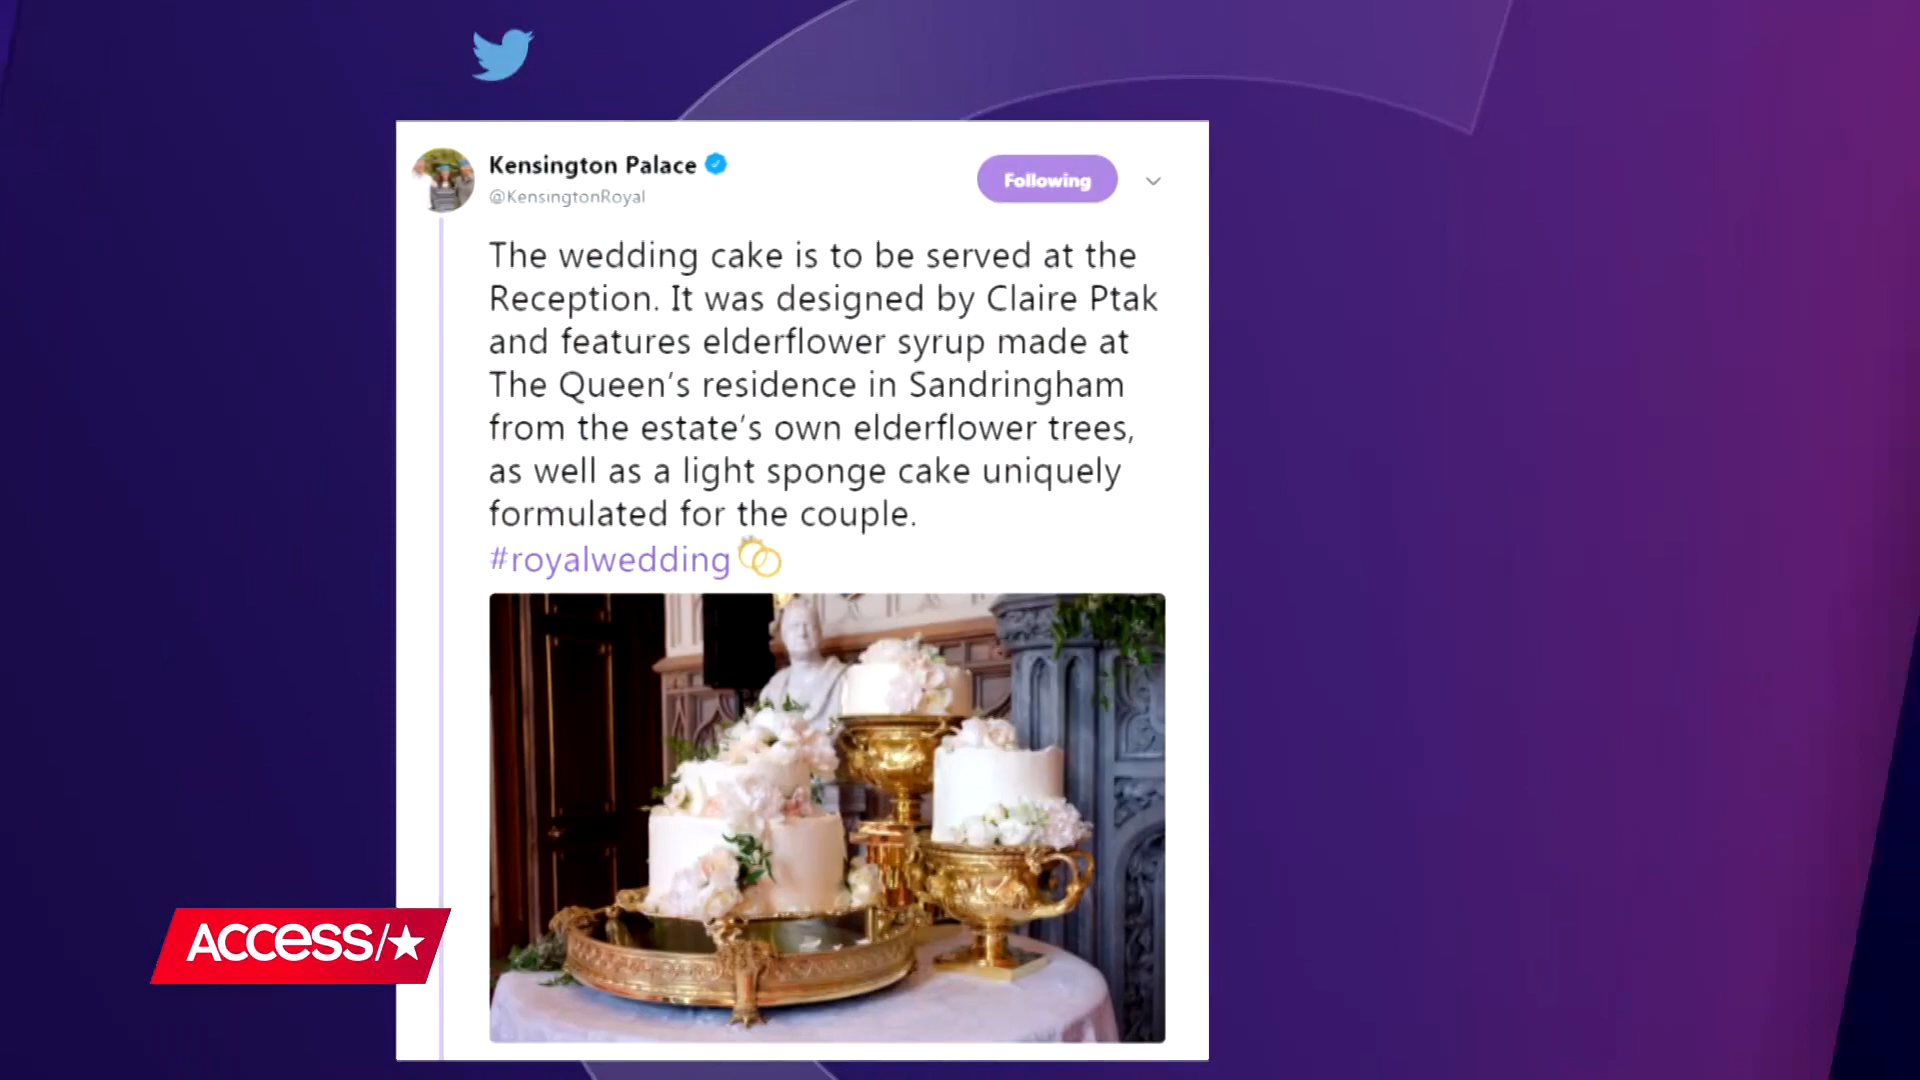 Kensington Palace
@KensingtonRoyal
Following
The wedding cake is to be served at the
Reception. It was designed by Claire Ptak
and features elderflower syrup made at
The Queen's residence in Sandringham
from the estate's own elderflower trees,
as well as a light sponge cake uniquely
formulated for the couple.
#royalwedding
ACCESS/